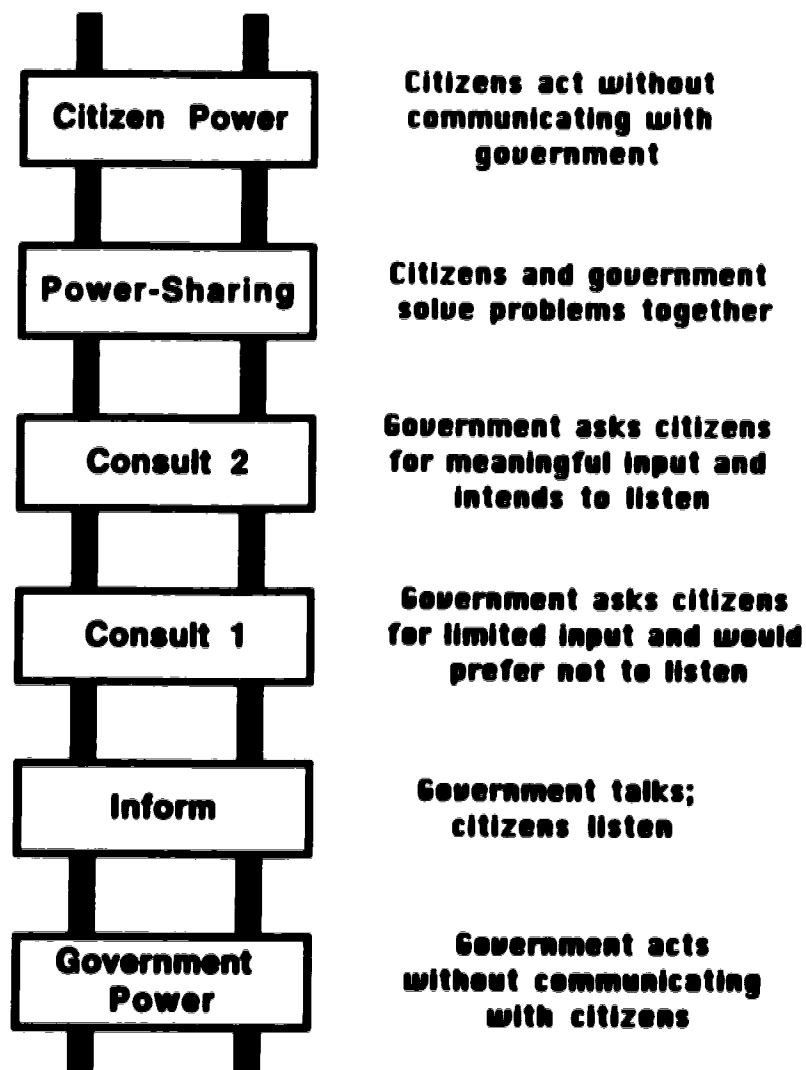 Citizen Power
Citizens act without
communicating with
government
Power-Sharing
Citizens and government
solve problems together
Consult 2
Government asks citizens
for meaningful input and
intends to listen
Consult 1
Government asks citizens
for limited input and would
prefer not to listen
Inform
Government talks;
citizens listen
Government
Power
Government acts
without communicating
with citizens